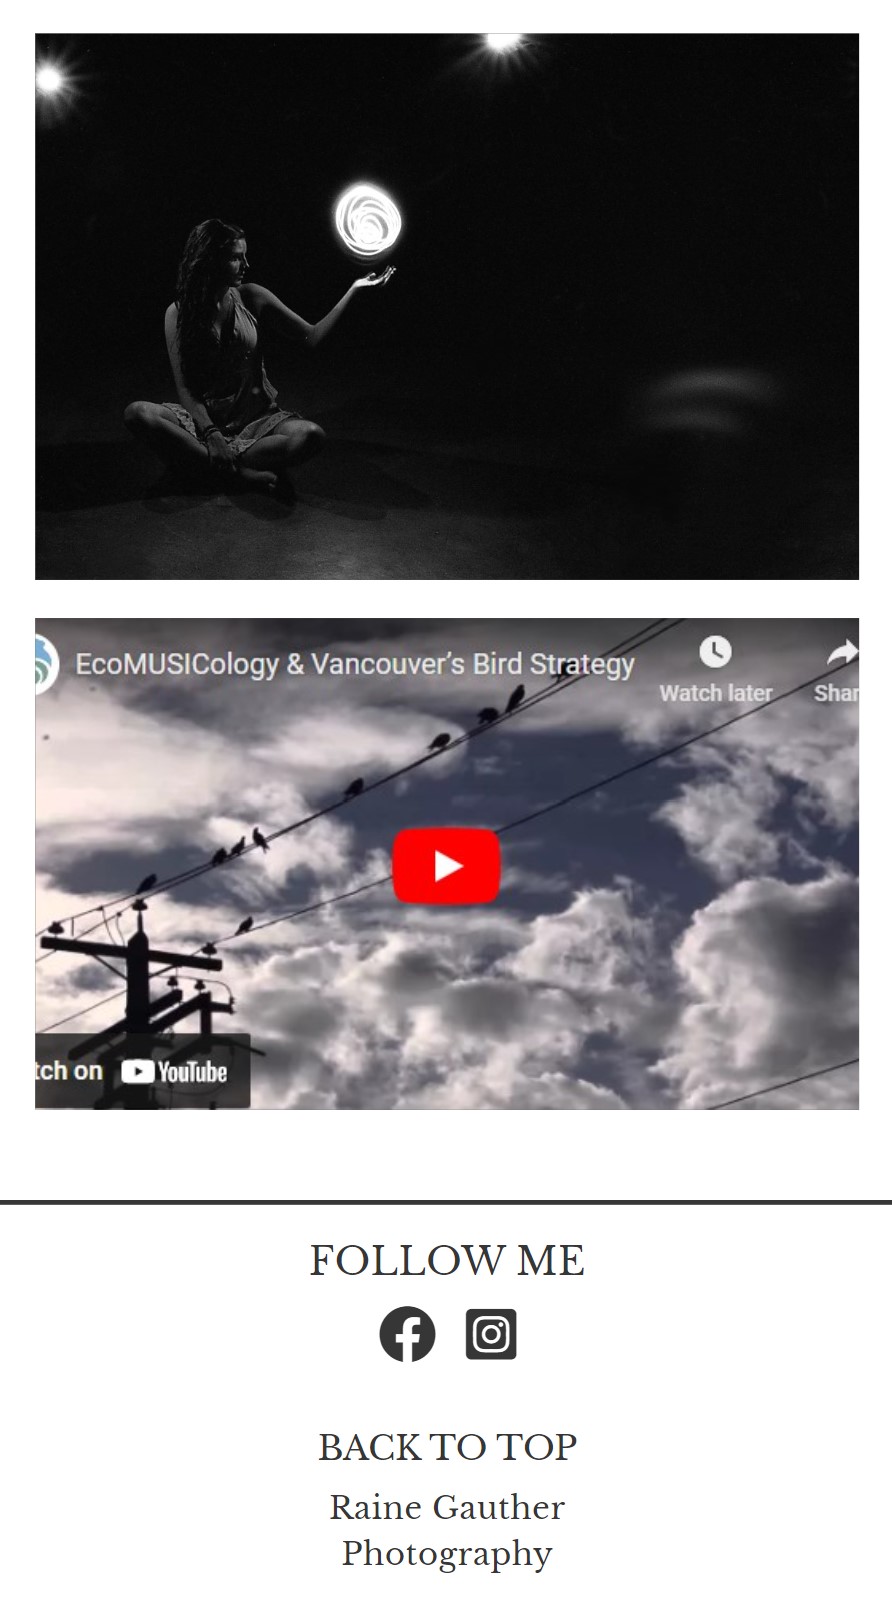 EcoMUSICology & Vancouver’s Bird Strategy
Watch later
Shar
tch on YouTube
FOLLOW ME
BACK TO TOP
Raine Gauther
Photography